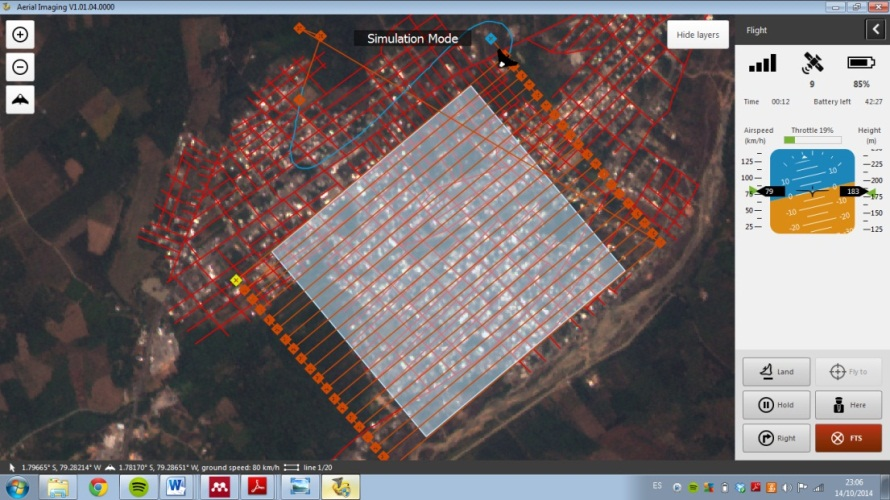 Aerial Imaging V1.01.04.0000
Simulation Mode
Hide layers
Flight
9
85%
Time 00:12 Battery left 42:27
Airspeed (km/h)
Throttle 19%
Height (m)
125
100
79
75
50
25
10 10
0 0
-10 -10
-20 -20
225
200
183
175
150
125
Land
Fly to
Hold
Here
Right
FTS
1.79665° S, 79.28214° W 1.78170° S, 79.28651° W, ground speed: 80 km/h line 1/20
ES
23:06
14/10/2014